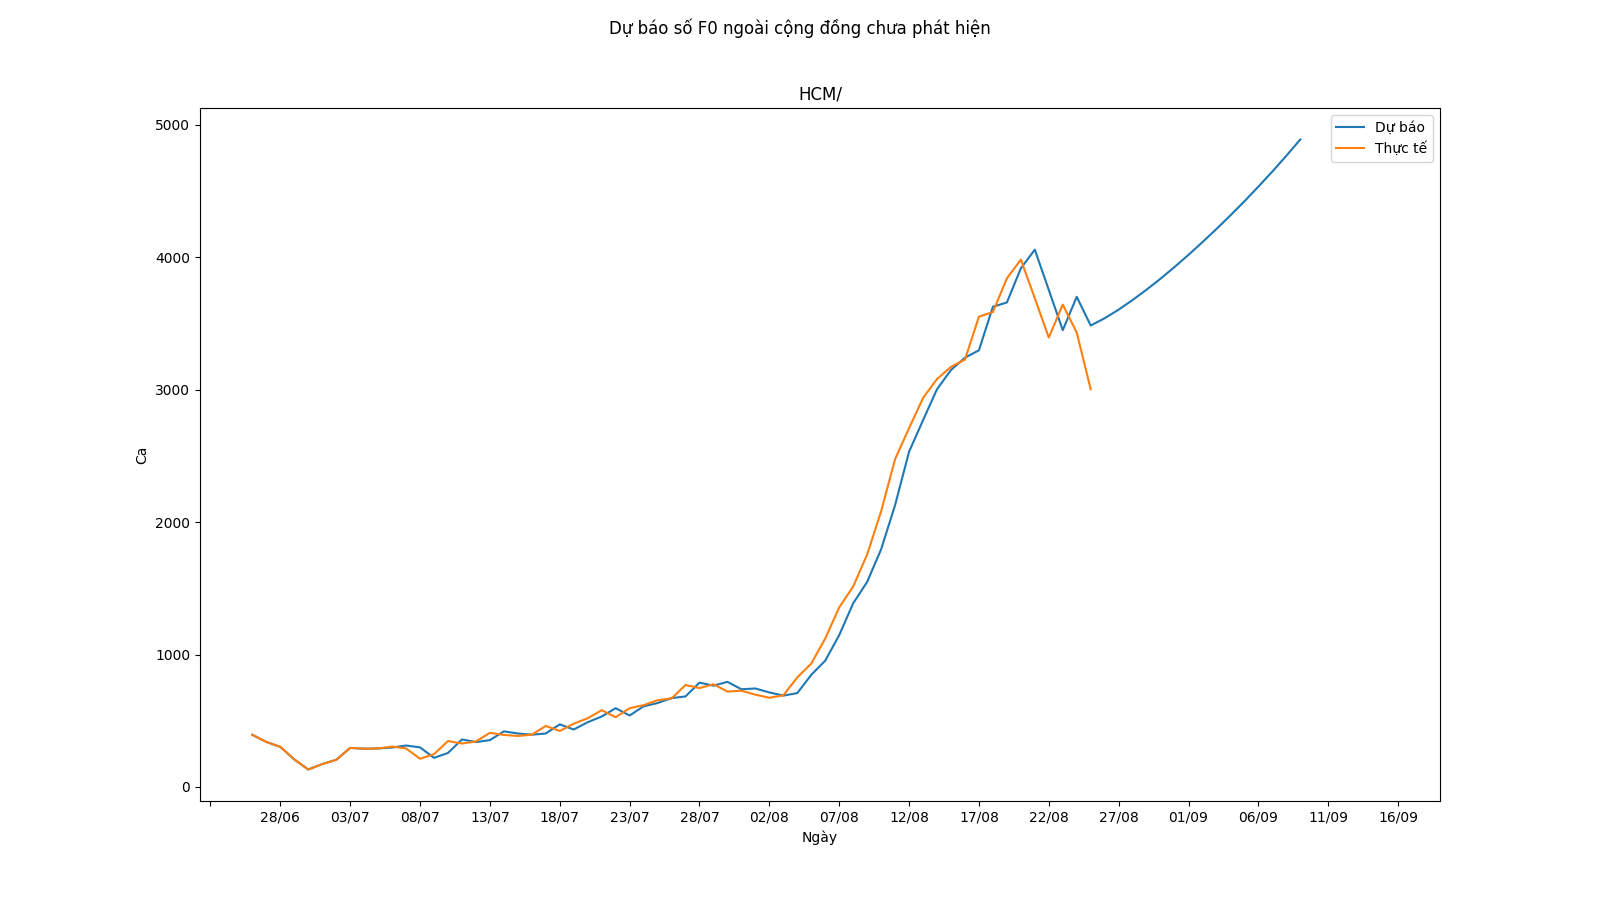 Dự báo số F0 ngoài cộng đồng chưa phát hiện
HCM/
Dự báo
Thực tế
5000
4000
3000
2000
1000
0
Ca
28/06 03/07 08/07 13/07 18/07 23/07 28/07 02/08 07/08 12/08 17/08 22/08 27/08 01/09 06/09 11/09 16/09
Ngày